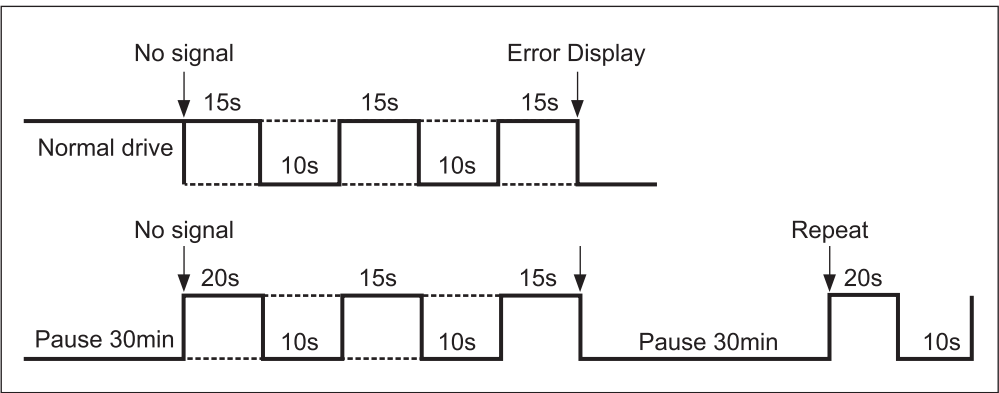 No signal Error Display
15s 15s 15s
Normal drive
10s 10s
No signal Repeat
20s 15s 15s 20s
Pause 30min 10s 10s Pause 30min 10s